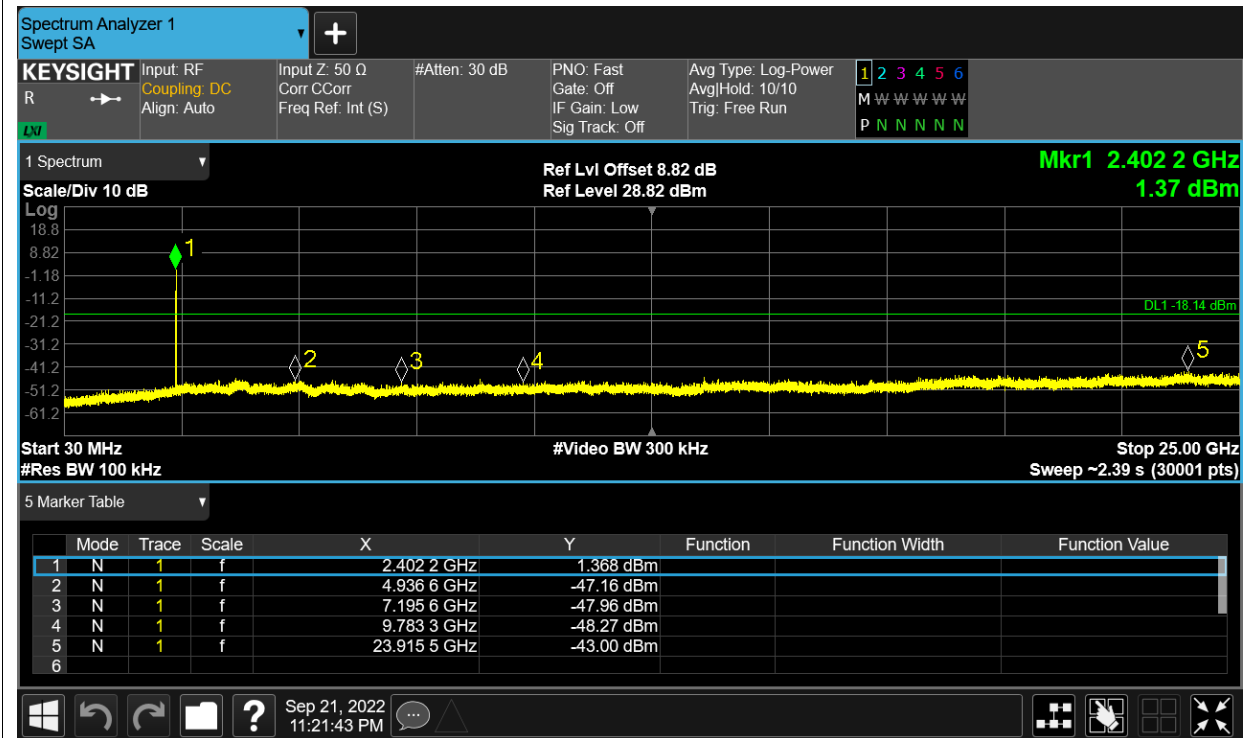 Spectrum Analyzer 1
Swept SA
+
KEYSIGHT
R
LXI
Input: RF
Coupling: DC
Align: Auto
Input Z: 50 Ω
Corr CCorr
Freq Ref: Int (S)
#Atten: 30 dB
PNO: Fast
Gate: Off
IF Gain: Low
Sig Track: Off
Avg Type: Log-Power
Avg|Hold: 10/10
Trig: Free Run
1 2 3 4 5 6
M W W W W W
P N N N N N
1 Spectrum
Scale/Div 10 dB
Ref Lvl Offset 8.82 dB
Ref Level 28.82 dBm
Mkr1 2.402 2 GHz
1.37 dBm
Log
18.8
8.82
-1.18
-11.2
-21.2
-31.2
-41.2
-51.2
-61.2
1
2
3
4
5
DL1 -18.14 dBm
Start 30 MHz
#Video BW 300 kHz
Stop 25.00 GHz
#Res BW 100 kHz
Sweep ~2.39 s (30001 pts)
5 Marker Table
Mode Trace Scale X Y Function Function Width Function Value
1 N 1 f 2.402 2 GHz 1.368 dBm
2 N 1 f 4.936 6 GHz -47.16 dBm
3 N 1 f 7.195 6 GHz -47.96 dBm
4 N 1 f 9.783 3 GHz -48.27 dBm
5 N 1 f 23.915 5 GHz -43.00 dBm
6
?
Sep 21, 2022
11:21:43 PM